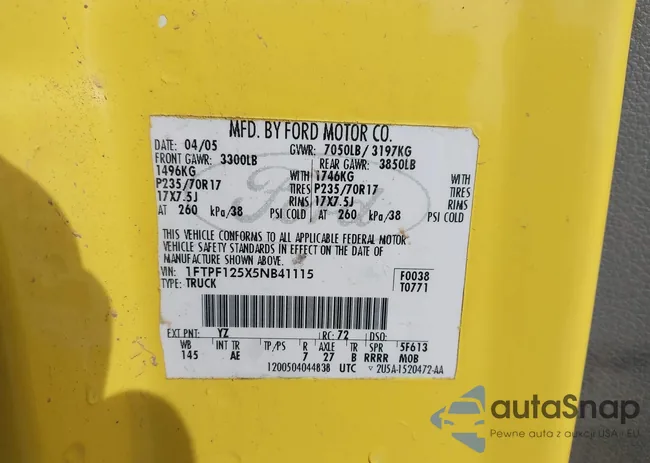 MFD. BY FORD MOTOR CO.
DATE: 04/05 GVWR: 7050LB/ 3197KG
FRONT GAWR: 3300LB REAR GAWR: 3850LB
1496KG WITH 1746KG WITH
P235/70R17 TIRES P235/70R17 TIRES
17X7.5J RIMS 17X7.5J RIMS
AT 260 kPa/38 PSI COLD AT 260 kPa/38 PSI COLD
Ford
THIS VEHICLE CONFORMS TO ALL APPLICABLE FEDERAL MOTOR
VEHICLE SAFETY STANDARDS IN EFFECT ON THE DATE OF
MANUFACTURE SHOWN ABOVE.
VEHICLE IDENT NO: 1FTPF125X5NB41115 F0038
TYPE: TRUCK T0771
EXT PNT: YZ RC: 72 DSO:
WB INT TR TP/PS R AXLE TR SPR 5F613
145 AE 7 27 B RRRR MOB
1200504044838 UTC 2U5A-1520472-AA
autaSnap
Pewne auta z aukcji USA - EU